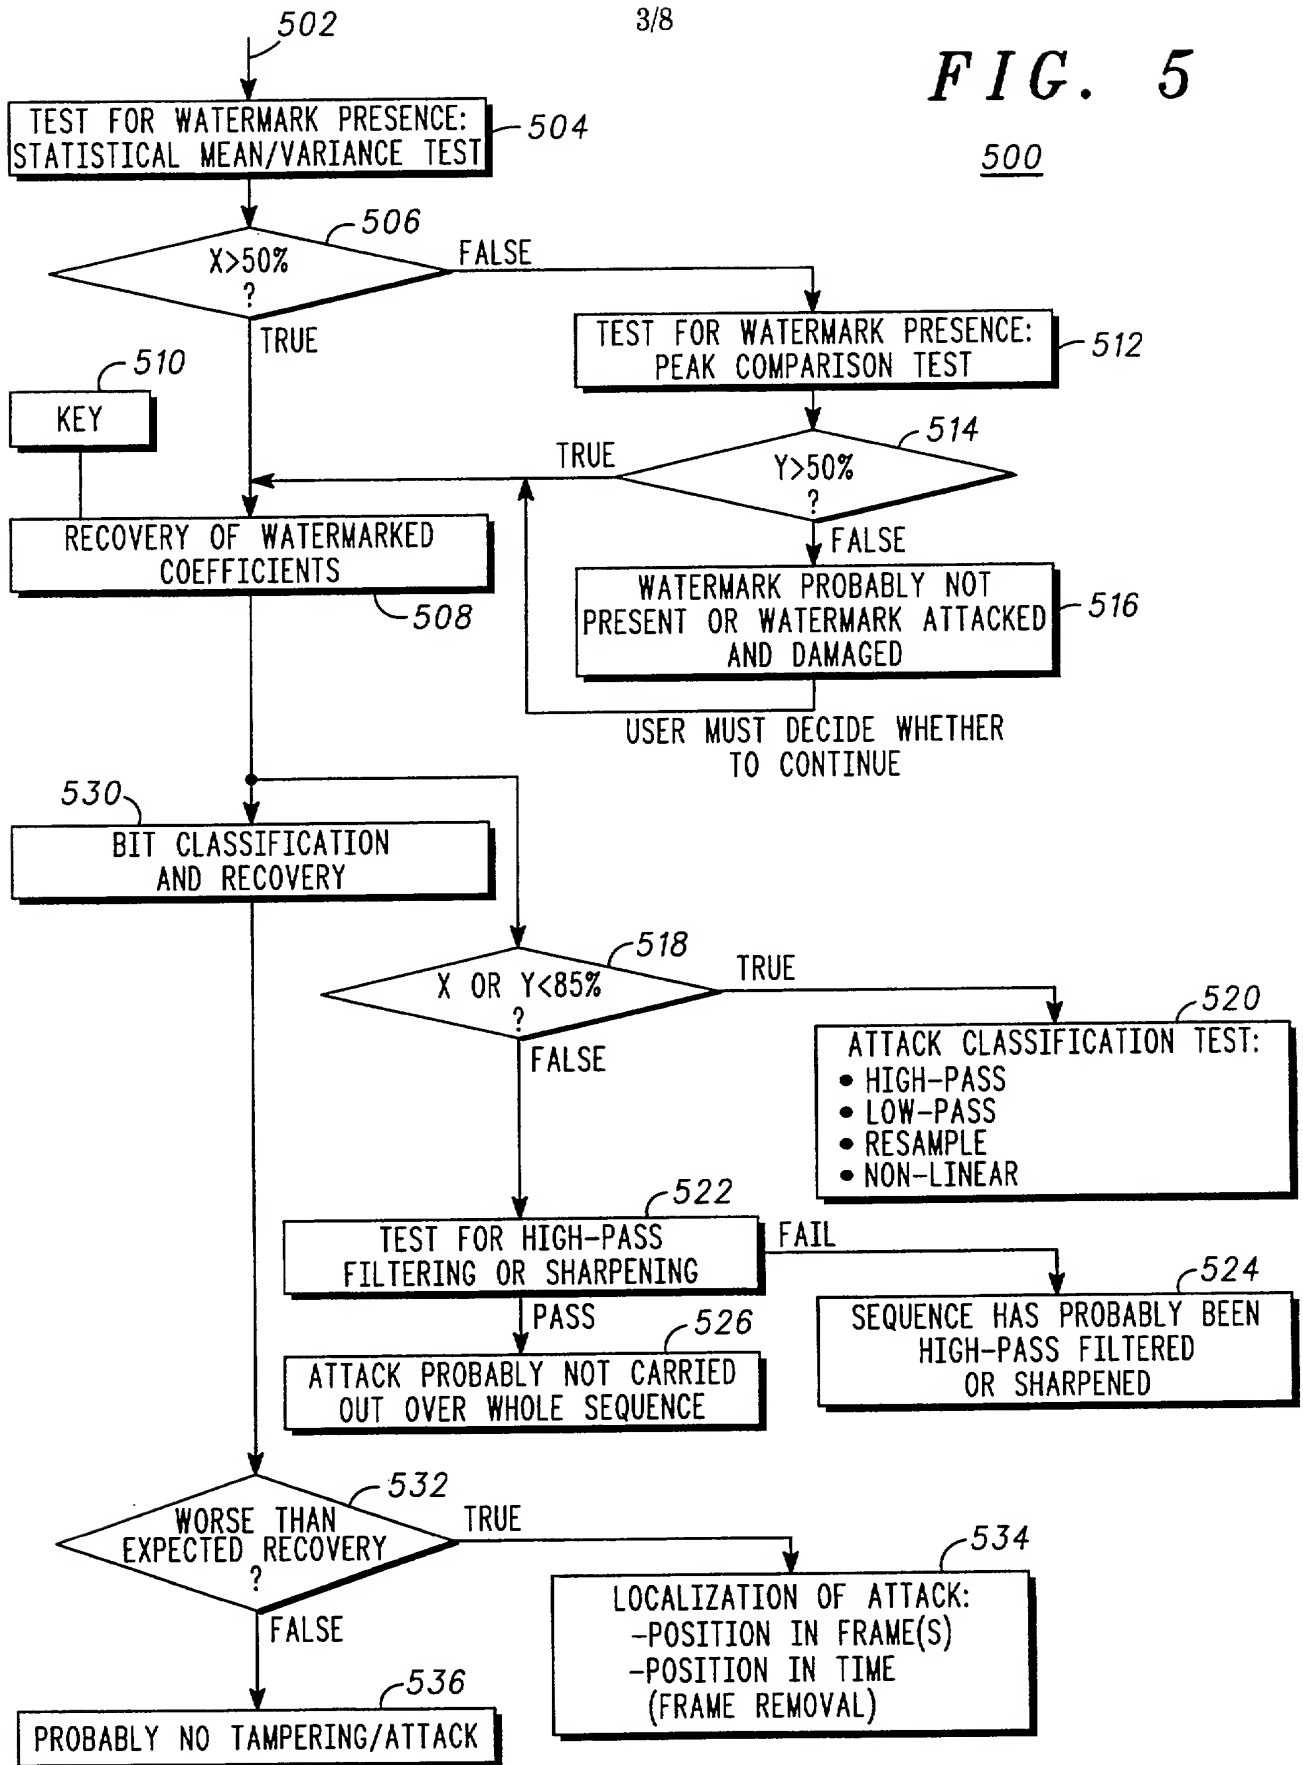 3/8
FIG. 5
500
502
TEST FOR WATERMARK PRESENCE:
STATISTICAL MEAN/VARIANCE TEST
504
506
X>50%
?
FALSE
TRUE
TEST FOR WATERMARK PRESENCE:
PEAK COMPARISON TEST
512
510
KEY
514
Y>50%
?
TRUE
FALSE
RECOVERY OF WATERMARKED
COEFFICIENTS
508
WATERMARK PROBABLY NOT
PRESENT OR WATERMARK ATTACKED
AND DAMAGED
516
USER MUST DECIDE WHETHER
TO CONTINUE
530
BIT CLASSIFICATION
AND RECOVERY
518
X OR Y<85%
?
TRUE
FALSE
520
ATTACK CLASSIFICATION TEST:
• HIGH-PASS
• LOW-PASS
• RESAMPLE
• NON-LINEAR
522
TEST FOR HIGH-PASS
FILTERING OR SHARPENING
FAIL
PASS
524
SEQUENCE HAS PROBABLY BEEN
HIGH-PASS FILTERED
OR SHARPENED
526
ATTACK PROBABLY NOT CARRIED
OUT OVER WHOLE SEQUENCE
532
WORSE THAN
EXPECTED RECOVERY
?
TRUE
FALSE
534
LOCALIZATION OF ATTACK:
-POSITION IN FRAME(S)
-POSITION IN TIME
(FRAME REMOVAL)
536
PROBABLY NO TAMPERING/ATTACK